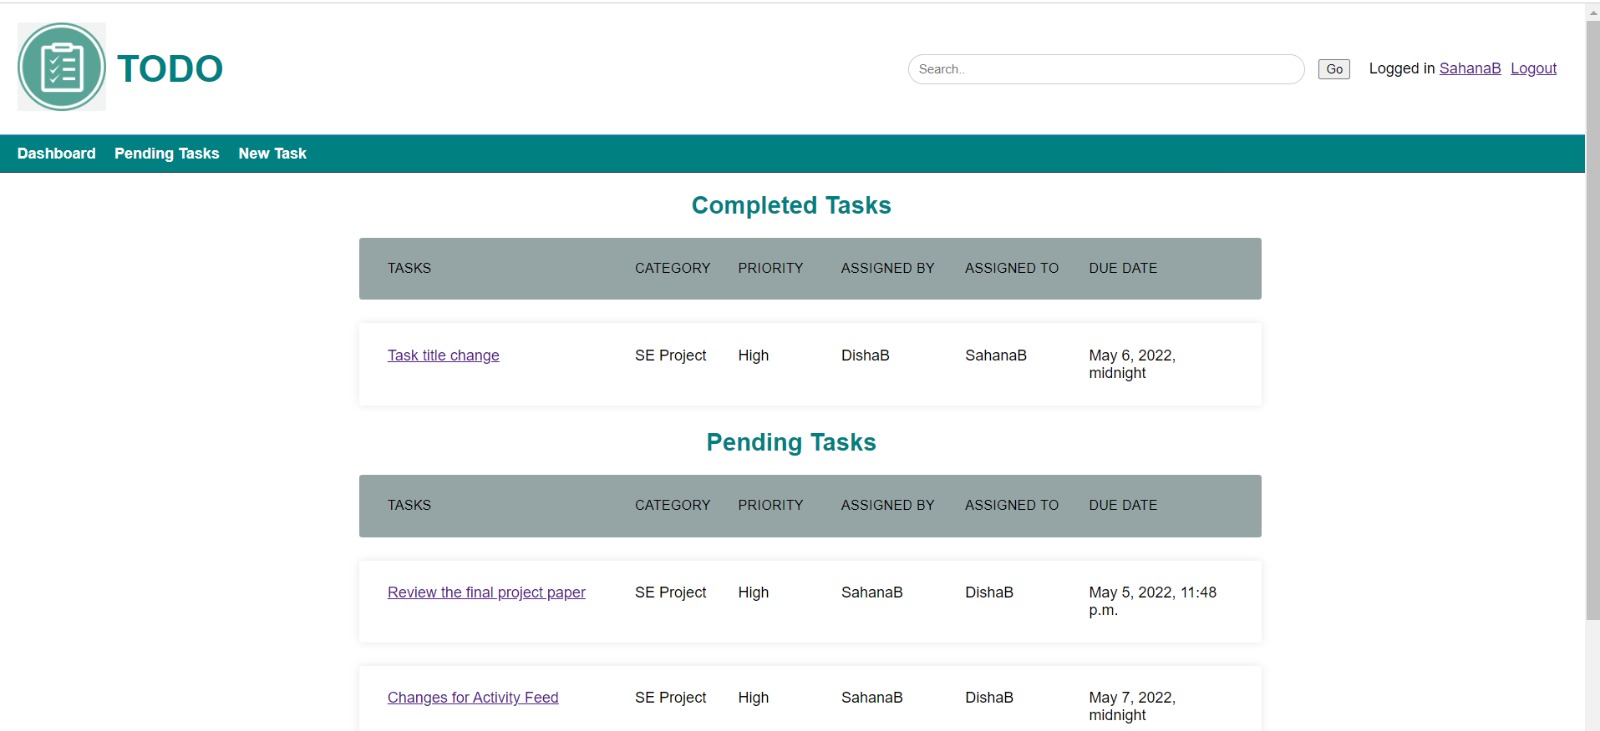 TODO
Search..
Go
Logged in SahanaB Logout
Dashboard Pending Tasks New Task
Completed Tasks
TASKS CATEGORY PRIORITY ASSIGNED BY ASSIGNED TO DUE DATE
Task title change SE Project High DishaB SahanaB May 6, 2022,
midnight
Pending Tasks
TASKS CATEGORY PRIORITY ASSIGNED BY ASSIGNED TO DUE DATE
Review the final project paper SE Project High SahanaB DishaB May 5, 2022, 11:48
p.m.
Changes for Activity Feed SE Project High SahanaB DishaB May 7, 2022,
midnight